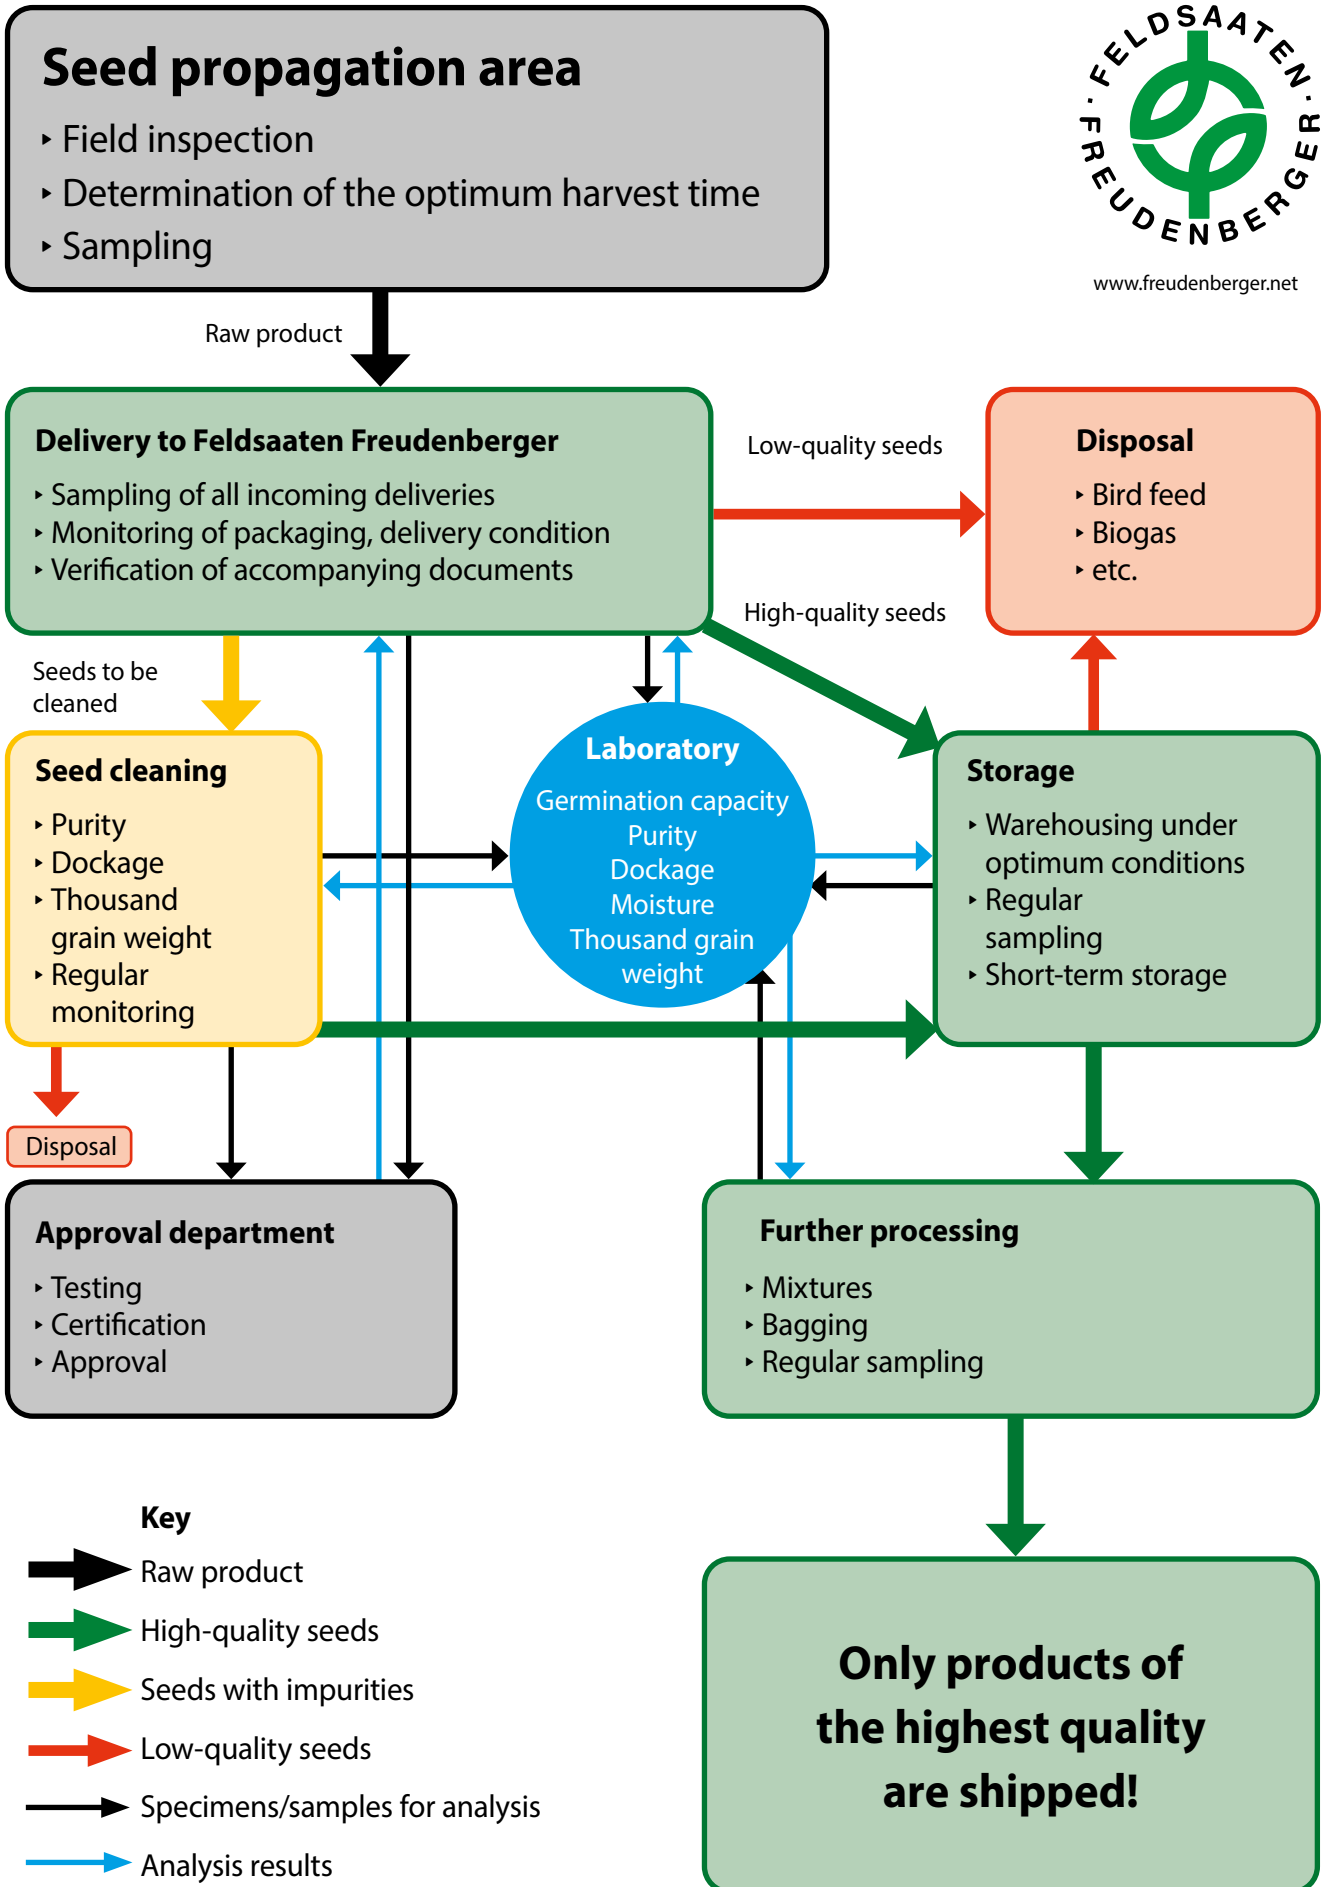 Seed propagation area
‣ Field inspection
‣ Determination of the optimum harvest time
‣ Sampling
· FELDSAATEN ·
FREUDENBERGER
www.freudenberger.net
Raw product
Delivery to Feldsaaten Freudenberger
‣ Sampling of all incoming deliveries
‣ Monitoring of packaging, delivery condition
‣ Verification of accompanying documents
Low-quality seeds
Disposal
‣ Bird feed
‣ Biogas
‣ etc.
High-quality seeds
Seeds to be
cleaned
Seed cleaning
‣ Purity
‣ Dockage
‣ Thousand
grain weight
‣ Regular
monitoring
Laboratory
Germination capacity
Purity
Dockage
Moisture
Thousand grain
weight
Storage
‣ Warehousing under
optimum conditions
‣ Regular
sampling
‣ Short-term storage
Disposal
Approval department
‣ Testing
‣ Certification
‣ Approval
Further processing
‣ Mixtures
‣ Bagging
‣ Regular sampling
Key
Raw product
High-quality seeds
Seeds with impurities
Low-quality seeds
Specimens/samples for analysis
Analysis results
Only products of
the highest quality
are shipped!